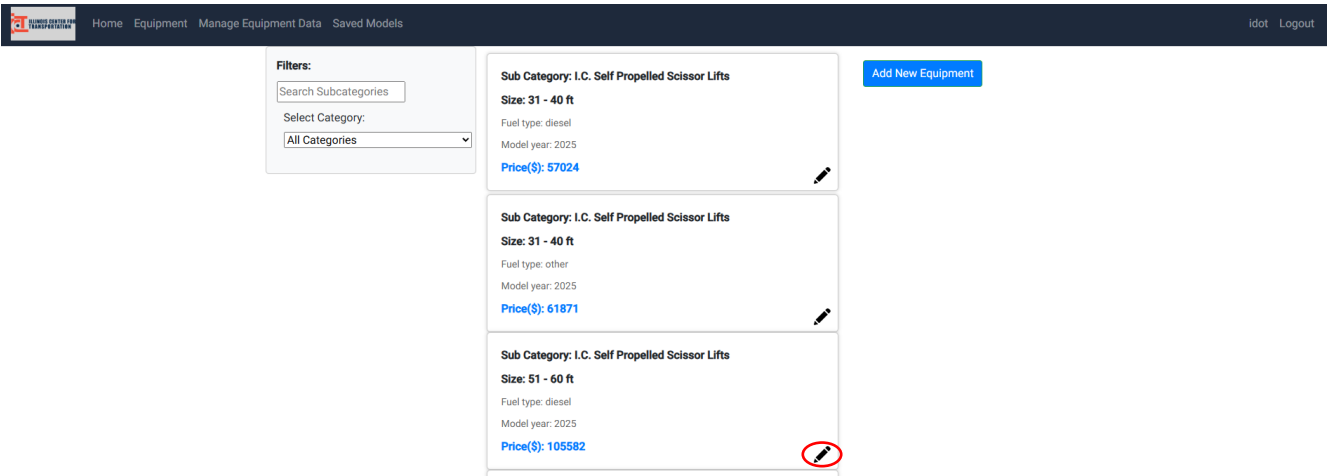 ILLINOIS CENTER FOR
TRANSPORTATION
Home Equipment Manage Equipment Data Saved Models
idot Logout
Filters:
Search Subcategories
Select Category:
All Categories
Sub Category: I.C. Self Propelled Scissor Lifts
Size: 31 - 40 ft
Fuel type: diesel
Model year: 2025
Price($): 57024
Sub Category: I.C. Self Propelled Scissor Lifts
Size: 31 - 40 ft
Fuel type: other
Model year: 2025
Price($): 61871
Sub Category: I.C. Self Propelled Scissor Lifts
Size: 51 - 60 ft
Fuel type: diesel
Model year: 2025
Price($): 105582
Add New Equipment